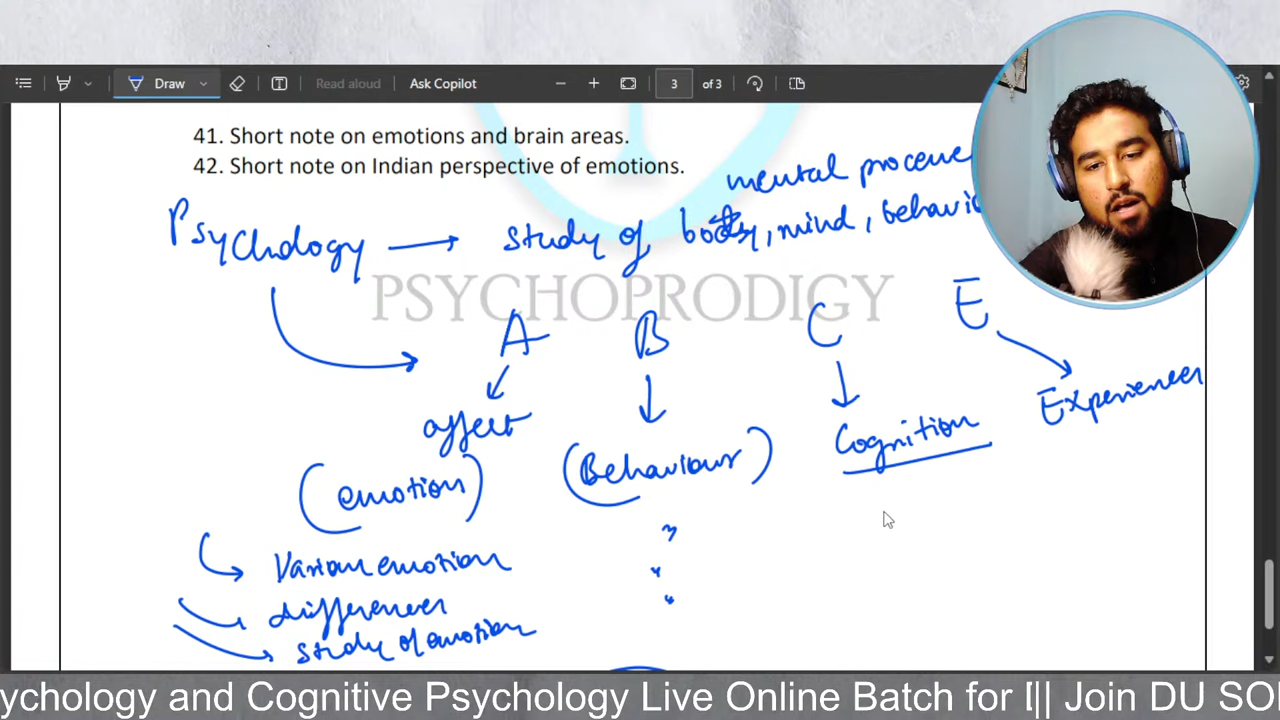 Draw
Read aloud
Ask Copilot
3 of 3
41. Short note on emotions and brain areas.
42. Short note on Indian perspective of emotions.
mental
Psychology → study of body, mind,
PSYCHOPRODIGY
A B C E
affect
(emotion)
(Behaviour)
Cognition
Experiences
Various emotion
differences
study of emotion
ychology and Cognitive Psychology Live Online Batch for || Join DU SO